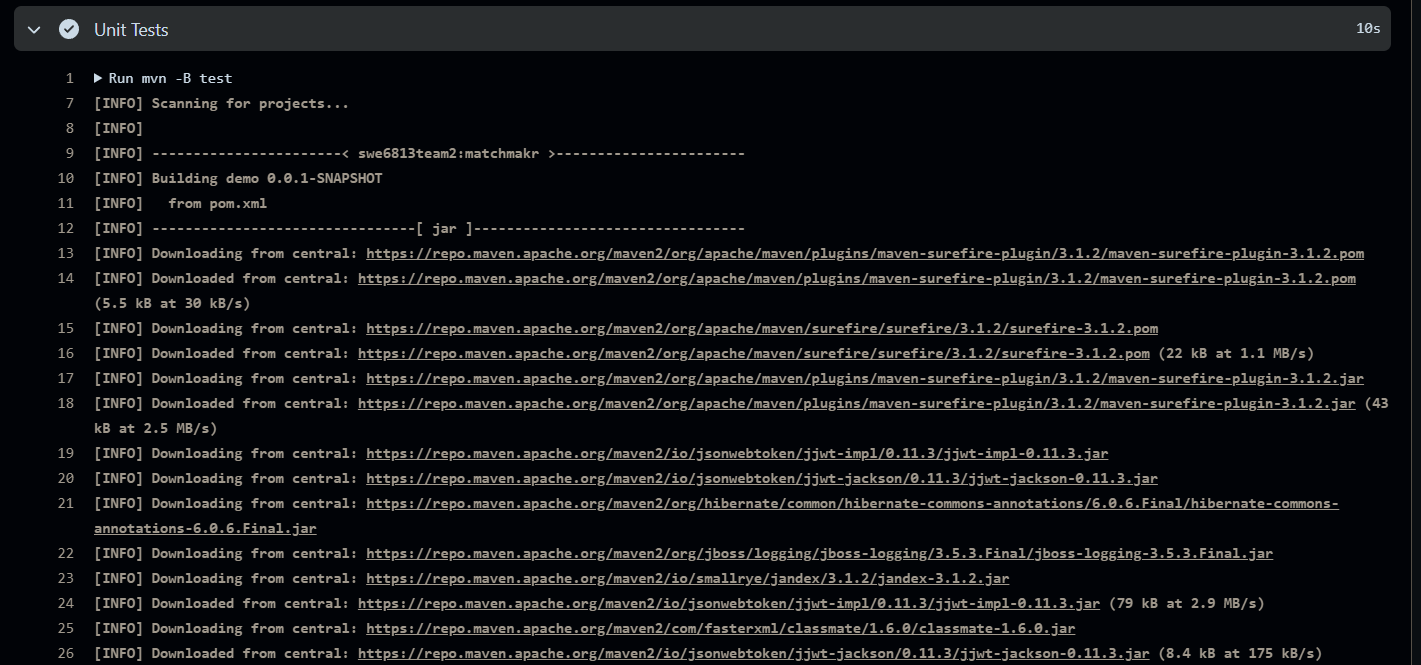 Unit Tests 10s
1 Run mvn -B test
7 [INFO] Scanning for projects...
8 [INFO]
9 [INFO] -----------------------< swe6813team2:matchmakr >-----------------------
10 [INFO] Building demo 0.0.1-SNAPSHOT
11 [INFO]   from pom.xml
12 [INFO] --------------------------------[ jar ]---------------------------------
13 [INFO] Downloading from central: https://repo.maven.apache.org/maven2/org/apache/maven/plugins/maven-surefire-plugin/3.1.2/maven-surefire-plugin-3.1.2.pom
14 [INFO] Downloaded from central: https://repo.maven.apache.org/maven2/org/apache/maven/plugins/maven-surefire-plugin/3.1.2/maven-surefire-plugin-3.1.2.pom
(5.5 kB at 30 kB/s)
15 [INFO] Downloading from central: https://repo.maven.apache.org/maven2/org/apache/maven/surefire/surefire/3.1.2/surefire-3.1.2.pom
16 [INFO] Downloaded from central: https://repo.maven.apache.org/maven2/org/apache/maven/surefire/surefire/3.1.2/surefire-3.1.2.pom (22 kB at 1.1 MB/s)
17 [INFO] Downloading from central: https://repo.maven.apache.org/maven2/org/apache/maven/plugins/maven-surefire-plugin/3.1.2/maven-surefire-plugin-3.1.2.jar
18 [INFO] Downloaded from central: https://repo.maven.apache.org/maven2/org/apache/maven/plugins/maven-surefire-plugin/3.1.2/maven-surefire-plugin-3.1.2.jar (43
kB at 2.5 MB/s)
19 [INFO] Downloading from central: https://repo.maven.apache.org/maven2/io/jsonwebtoken/jjwt-impl/0.11.3/jjwt-impl-0.11.3.jar
20 [INFO] Downloading from central: https://repo.maven.apache.org/maven2/io/jsonwebtoken/jjwt-jackson/0.11.3/jjwt-jackson-0.11.3.jar
21 [INFO] Downloading from central: https://repo.maven.apache.org/maven2/org/hibernate/common/hibernate-commons-annotations/6.0.6.Final/hibernate-commons-
annotations-6.0.6.Final.jar
22 [INFO] Downloading from central: https://repo.maven.apache.org/maven2/org/jboss/logging/jboss-logging/3.5.3.Final/jboss-logging-3.5.3.Final.jar
23 [INFO] Downloading from central: https://repo.maven.apache.org/maven2/io/smallrye/jandex/3.1.2/jandex-3.1.2.jar
24 [INFO] Downloaded from central: https://repo.maven.apache.org/maven2/io/jsonwebtoken/jjwt-impl/0.11.3/jjwt-impl-0.11.3.jar (79 kB at 2.9 MB/s)
25 [INFO] Downloading from central: https://repo.maven.apache.org/maven2/com/fasterxml/classmate/1.6.0/classmate-1.6.0.jar
26 [INFO] Downloaded from central: https://repo.maven.apache.org/maven2/io/jsonwebtoken/jjwt-jackson/0.11.3/jjwt-jackson-0.11.3.jar (8.4 kB at 175 kB/s)